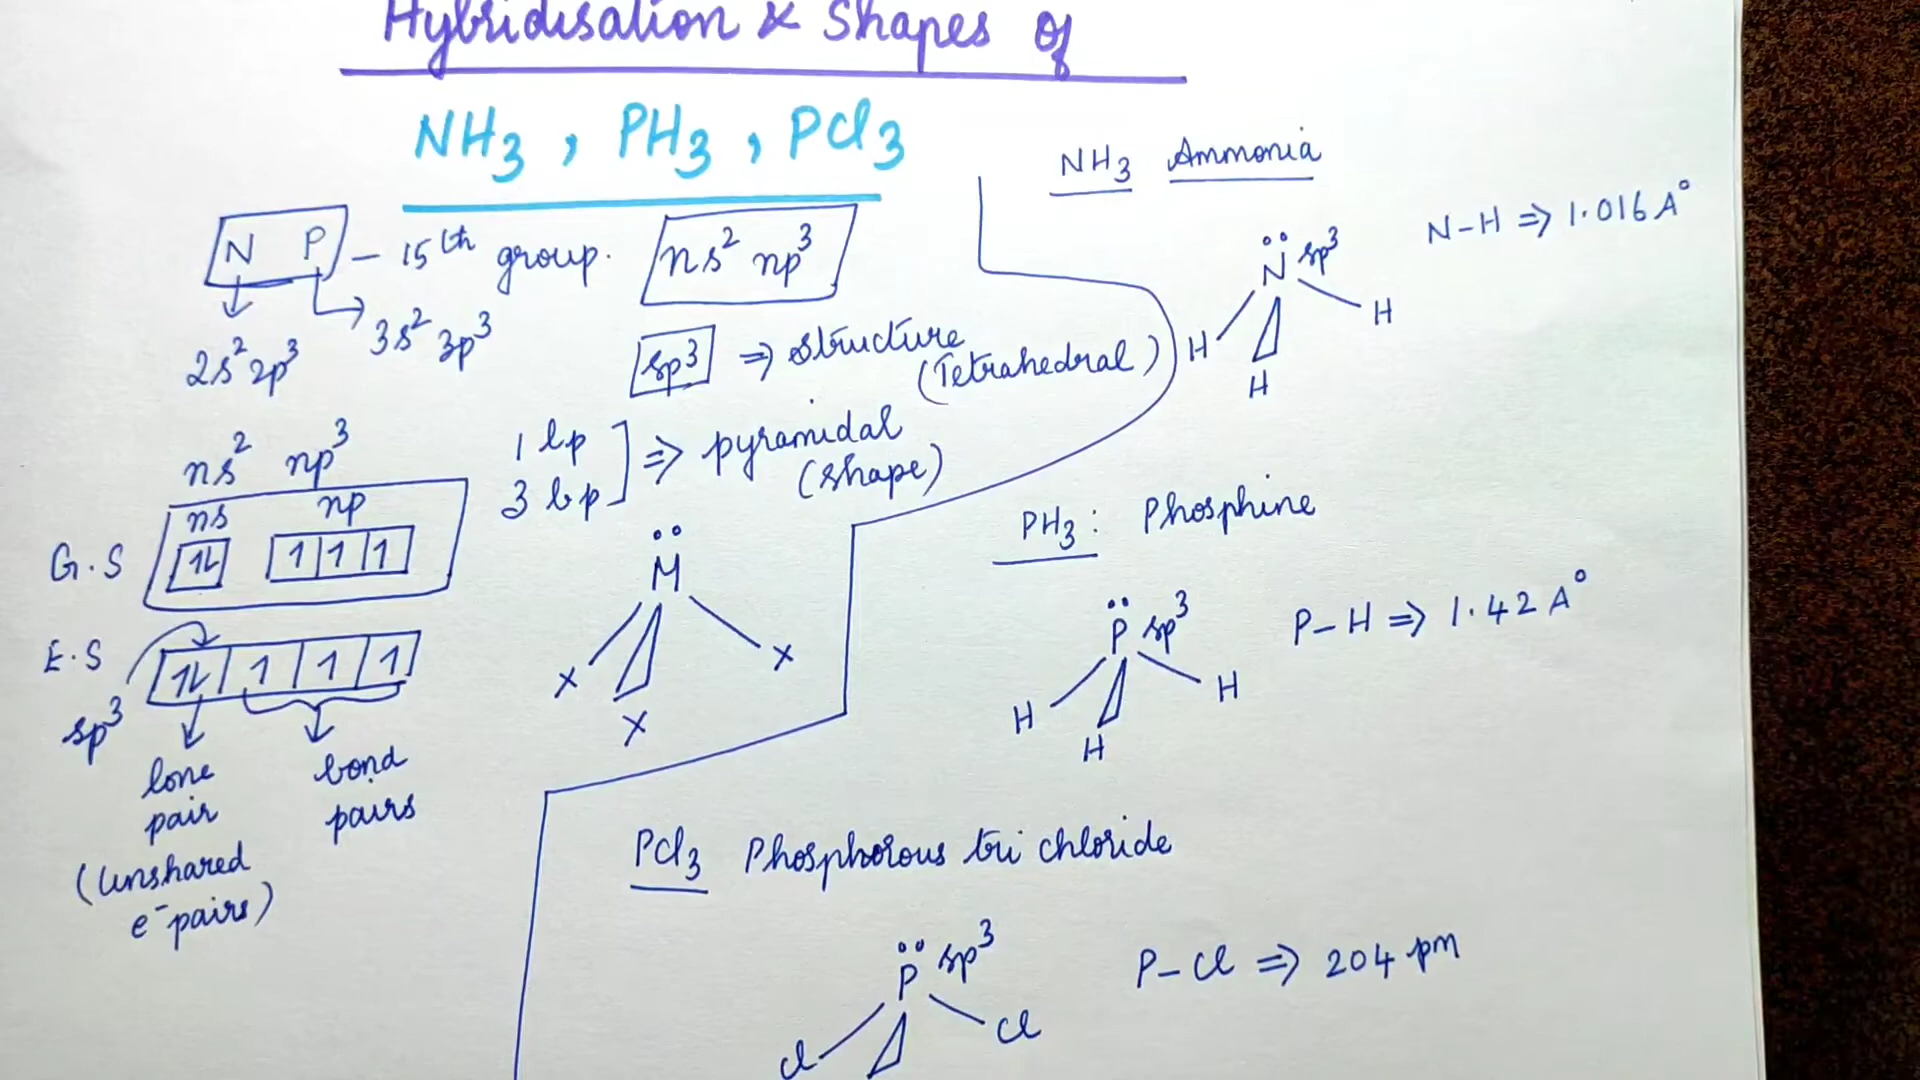 Hybridisation & Shapes of
NH3 , PH3 , PCl3
N P – 15th group. ns² np³
2s² 2p³ 3s² 3p³
sp³ ⇒ structure
(Tetrahedral)
1 lp
3 bp ⇒ pyramidal
(shape)
ns² np³
ns np
G.S 1↓ 1 1 1
E.S 1↓ 1 1 1
sp³
lone
pair
(unshared
e⁻ pairs)
bond
pairs
M
X X
X
NH3 Ammonia
N sp³
H H
H
N–H ⇒ 1.016 A°
PH3 : Phosphine
P sp³
H H
H
P–H ⇒ 1.42 A°
PCl3 Phosphorous tri chloride
P sp³
Cl Cl
P–Cl ⇒ 204 pm